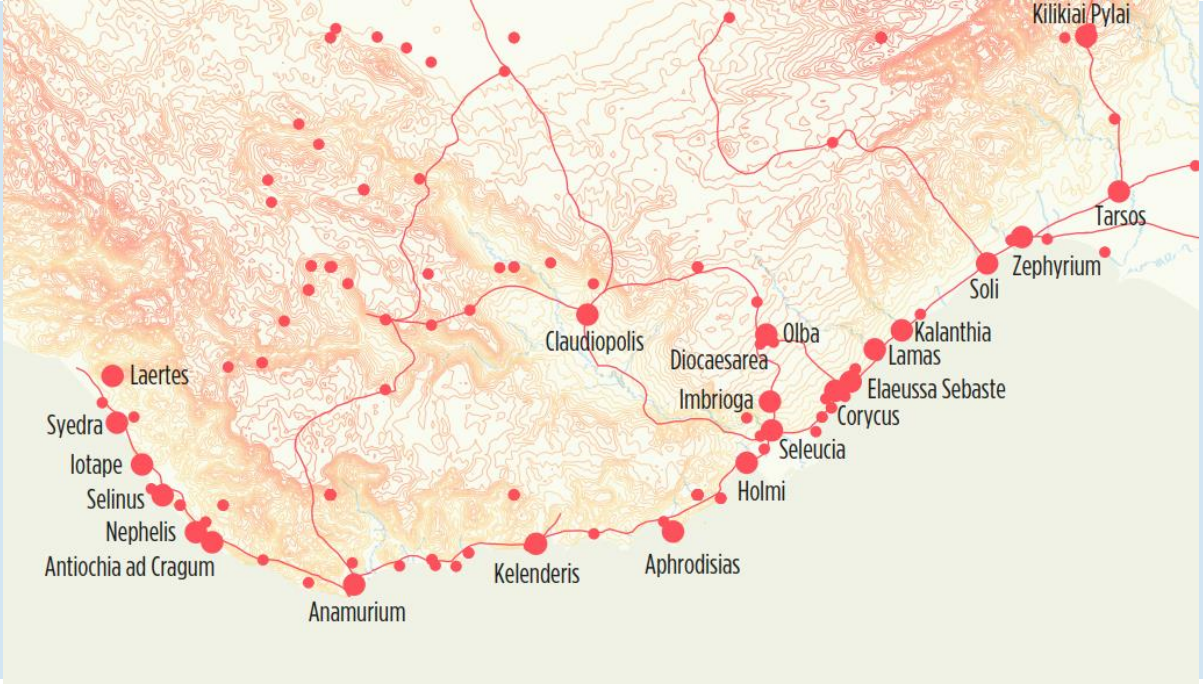 Kilikiai Pylai
Tarsos
Zephyrium
Soli
Kalanthia
Olba
Claudiopolis
Diocaesarea
Lamas
Laertes
Elaeussa Sebaste
Imbrioga
Corycus
Syedra
Seleucia
Iotape
Holmi
Selinus
Nephelis
Antiochia ad Cragum
Kelenderis
Aphrodisias
Anamurium